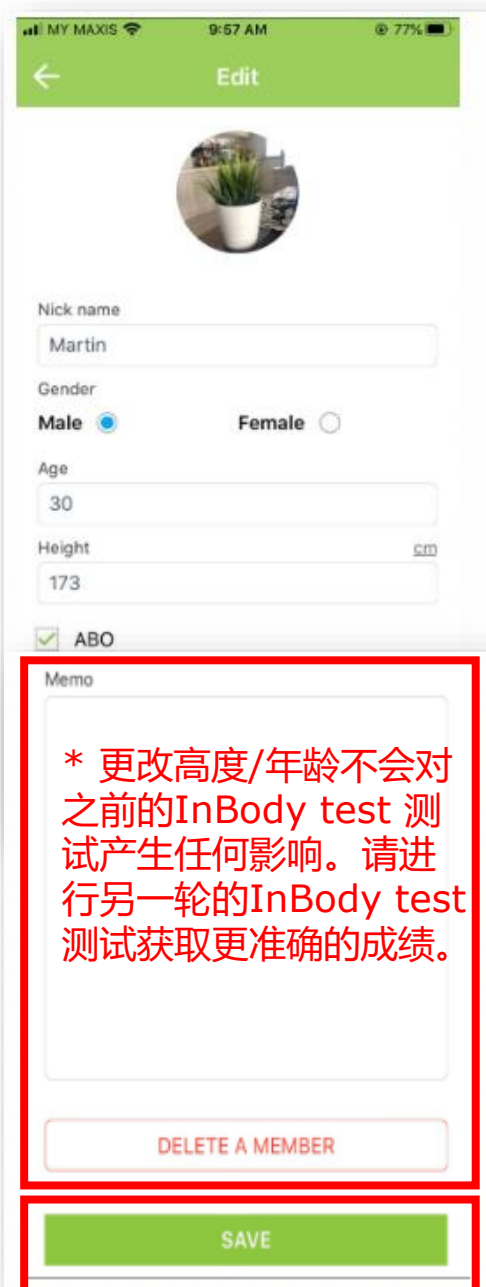 MY MAXIS 9:57 AM 77%
Edit
Nick name
Martin
Gender
Male Female
Age
30
Height cm
173
ABO
Memo
* 更改高度/年龄不会对
之前的InBody test 测
试产生任何影响。请进
行另一轮的InBody test
测试获取更准确的成绩。
DELETE A MEMBER
SAVE